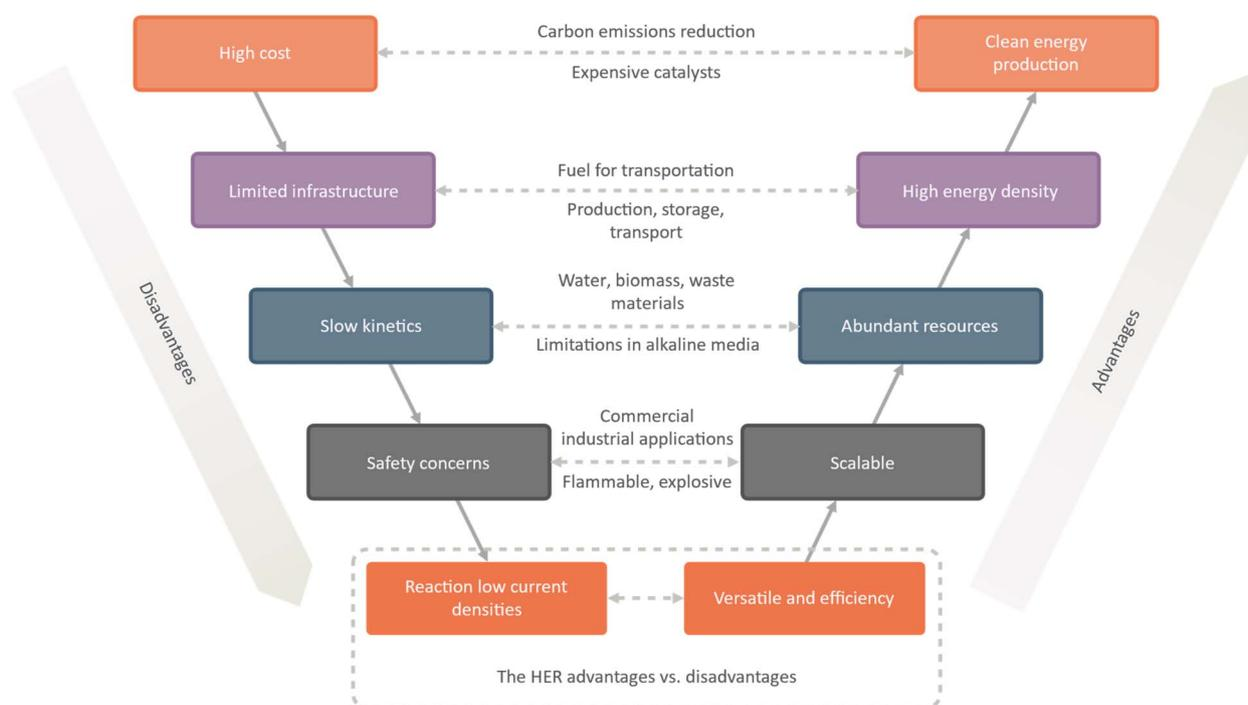 High cost
Carbon emissions reduction
Expensive catalysts
Clean energy
production
Limited infrastructure
Fuel for transportation
Production, storage,
transport
High energy density
Disadvantages
Slow kinetics
Water, biomass, waste
materials
Limitations in alkaline media
Abundant resources
Advantages
Safety concerns
Commercial
industrial applications
Flammable, explosive
Scalable
Reaction low current
densities
Versatile and efficiency
The HER advantages vs. disadvantages